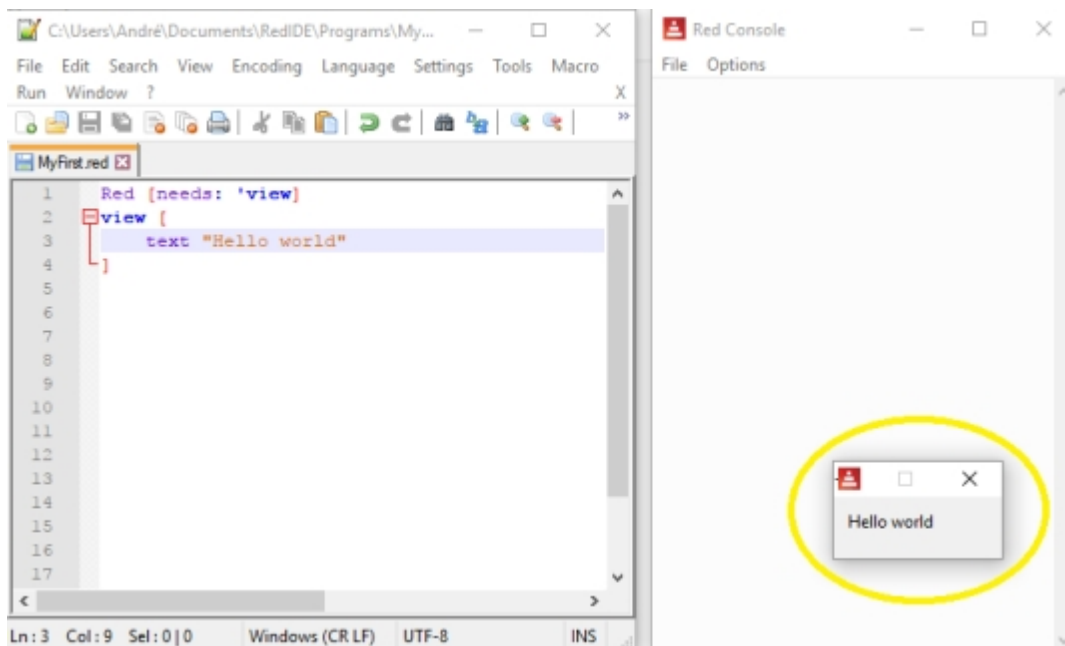 C:\Users\André\Documents\RedIDE\Programs\My...
File Edit Search View Encoding Language Settings Tools Macro
Run Window ? X
MyFirst.red
1 Red [needs: 'view]
2 view [
3 text "Hello world"
4 ]
5
6
7
8
9
10
11
12
13
14
15
16
17
Ln:3 Col:9 Sel:0|0 Windows (CR LF) UTF-8 INS
Red Console
File Options
Hello world